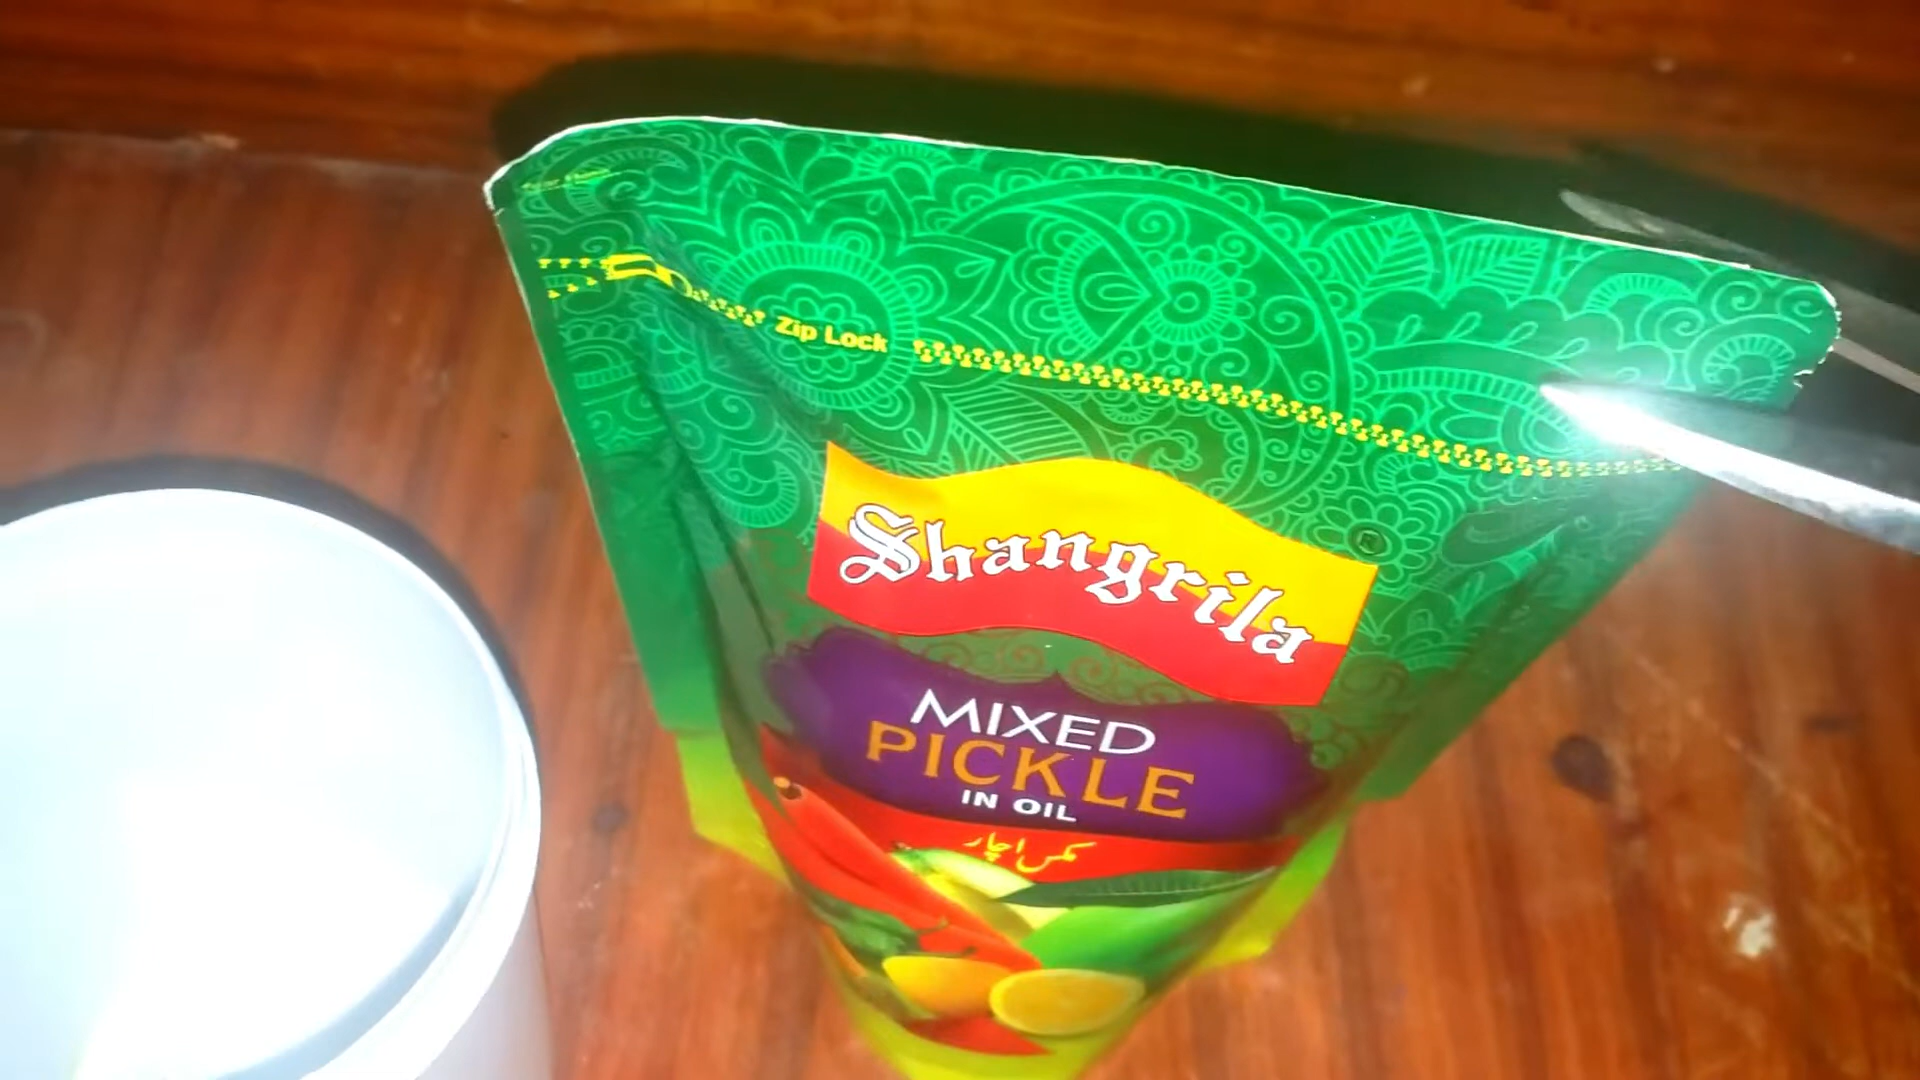 Zip Lock
Shangrila
MIXED
PICKLE
IN OIL
مکس اچار